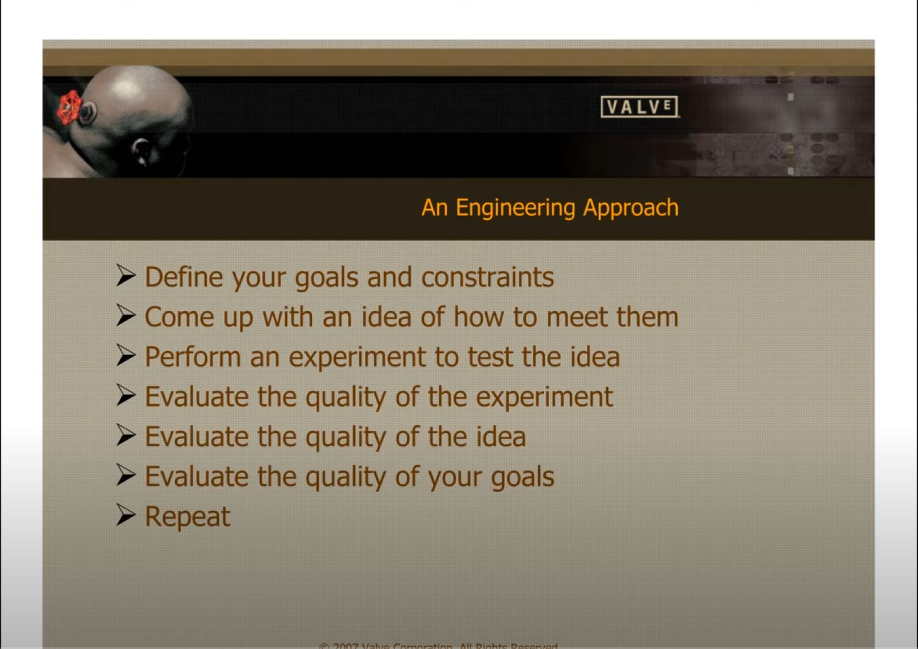 VALVE
An Engineering Approach
➢ Define your goals and constraints
➢ Come up with an idea of how to meet them
➢ Perform an experiment to test the idea
➢ Evaluate the quality of the experiment
➢ Evaluate the quality of the idea
➢ Evaluate the quality of your goals
➢ Repeat
© 2007 Valve Corporation. All Rights Reserved.